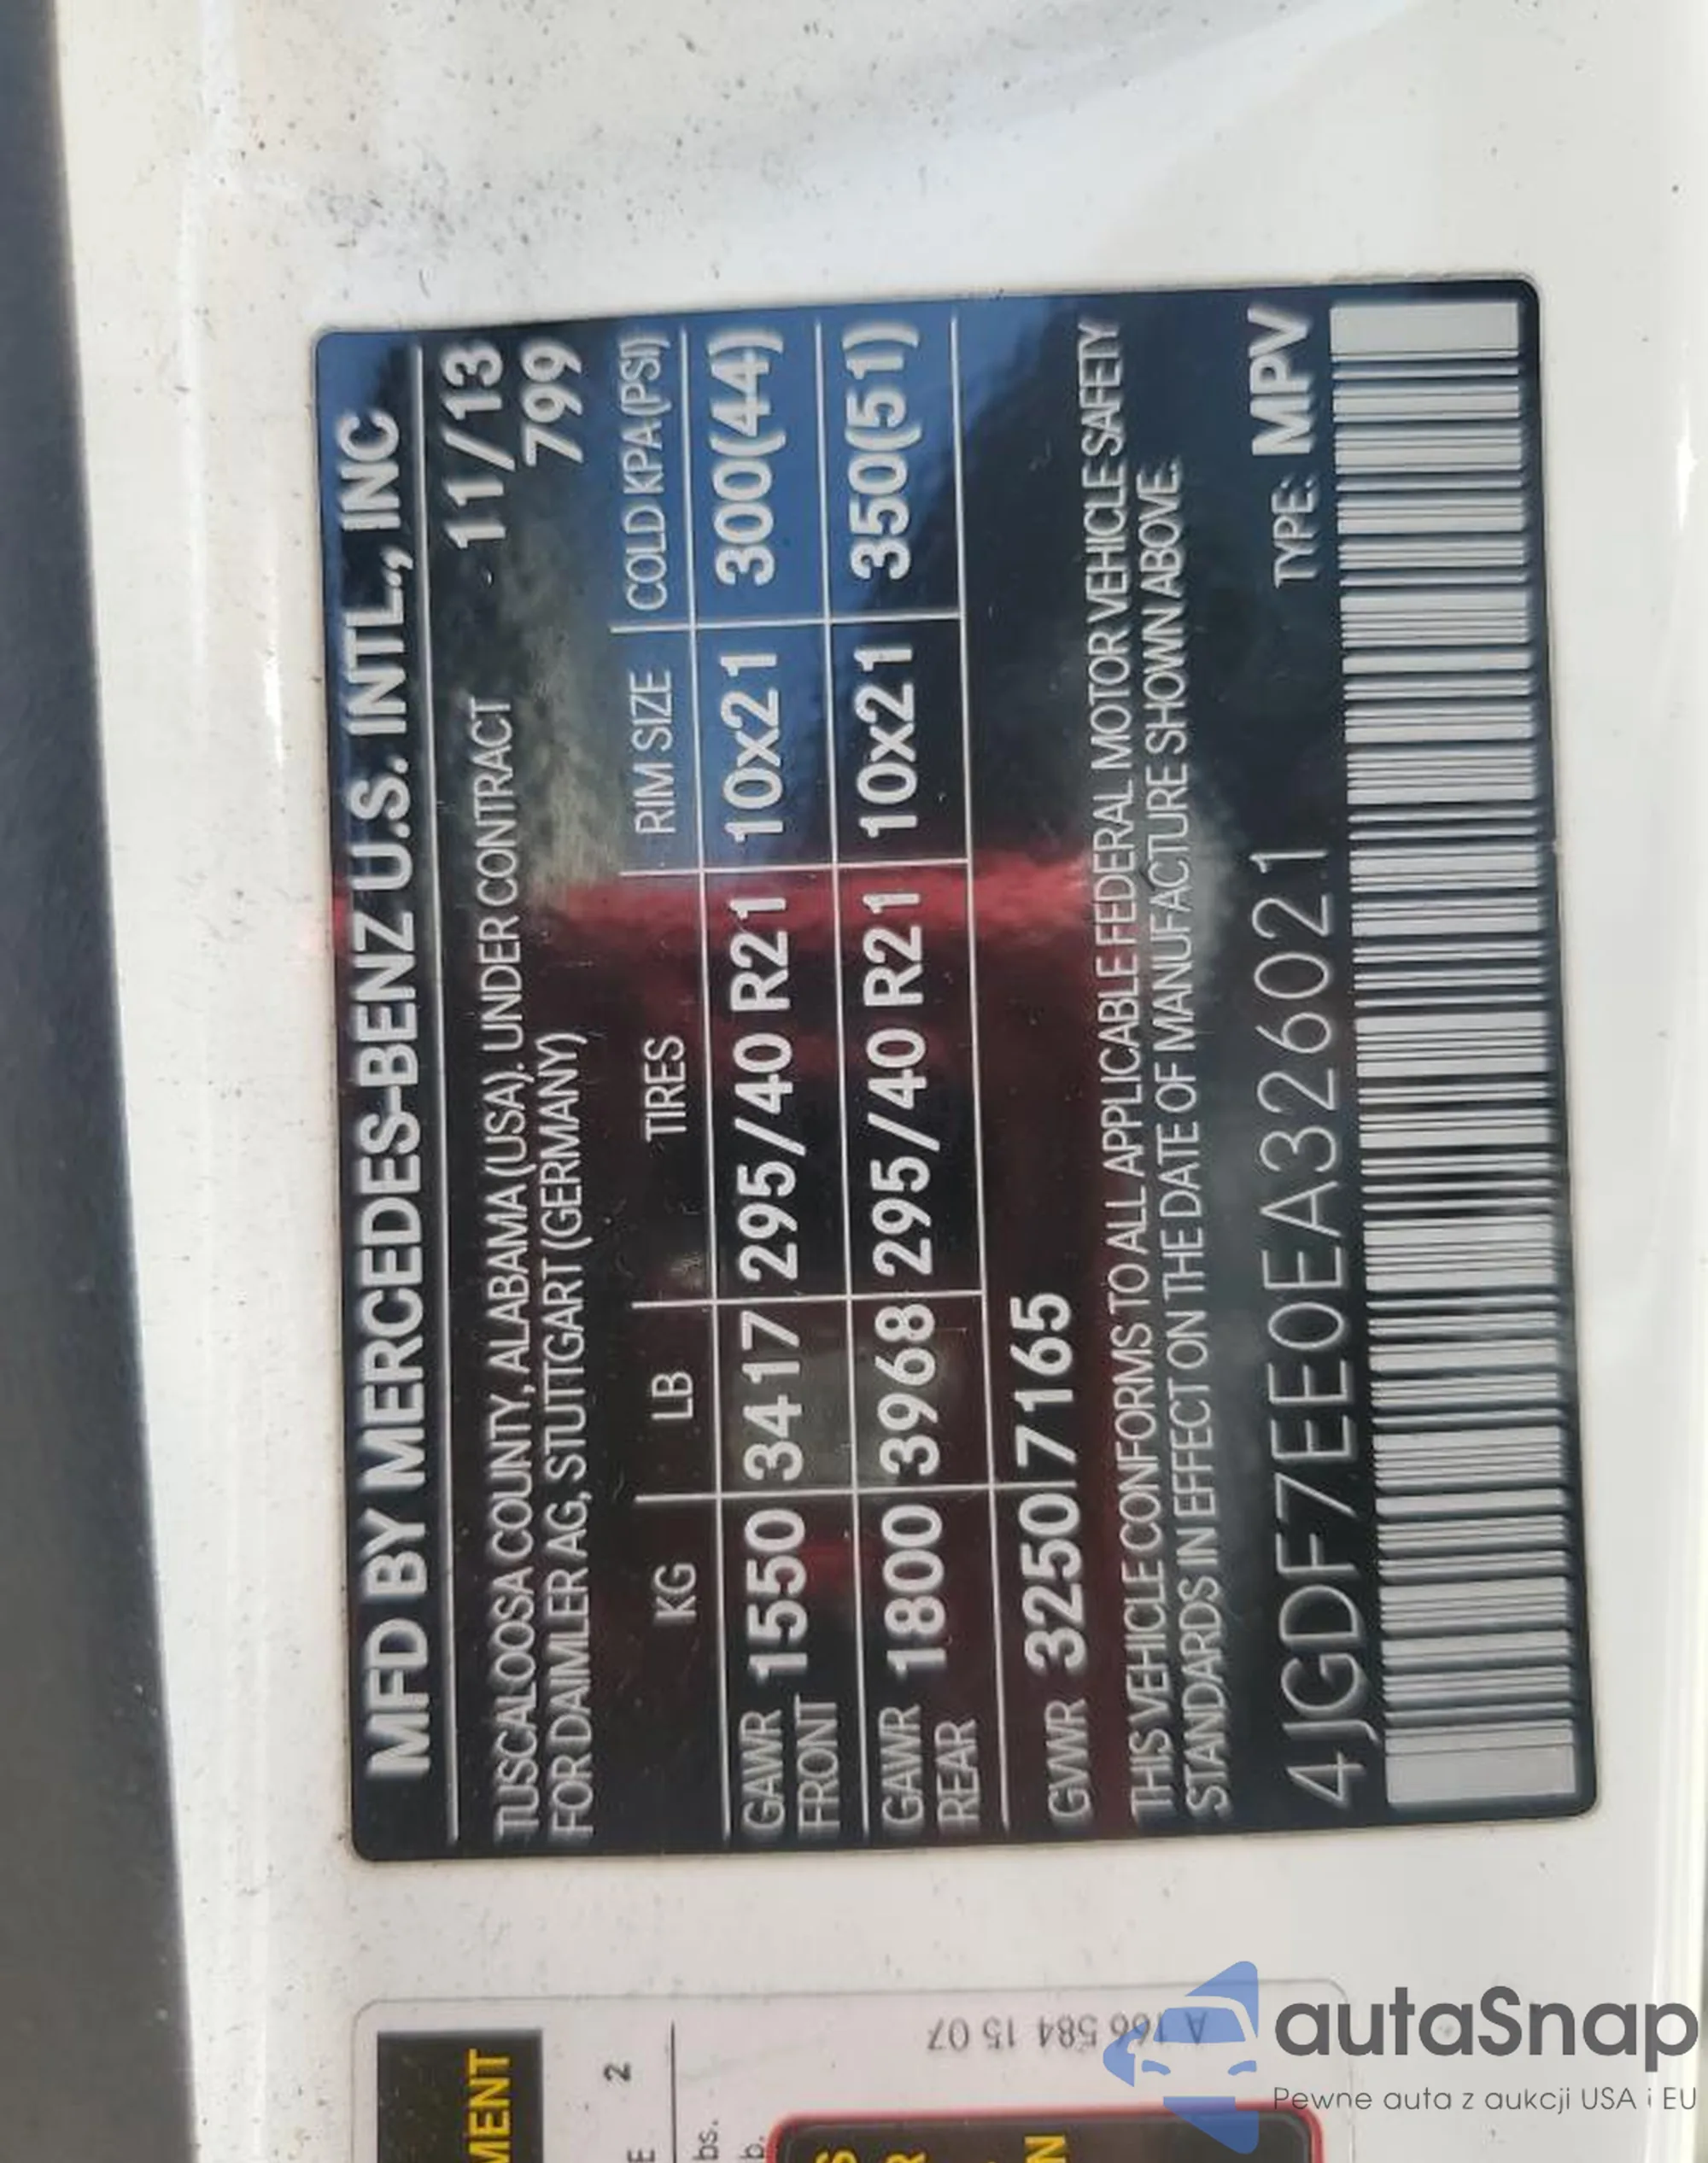 MFD BY MERCEDES-BENZ U.S. INTL., INC
TUSCALOOSA COUNTY, ALABAMA (USA). UNDER CONTRACT 11/13
FOR DAIMLER AG, STUTTGART (GERMANY) 799
KG LB TIRES RIM SIZE COLD KPA (PSI)
GAWR FRONT 1550 3417 295/40 R21 10x21 300(44)
GAWR REAR 1800 3968 295/40 R21 10x21 350(51)
GVWR 3250 7165
THIS VEHICLE CONFORMS TO ALL APPLICABLE FEDERAL MOTOR VEHICLE SAFETY
STANDARDS IN EFFECT ON THE DATE OF MANUFACTURE SHOWN ABOVE.
4JGDF7EE0EA326021 TYPE: MPV
MENT
2
E
bs.
b.
S
R
N
A 166 584 15 07
autaSnap
Pewne auta z aukcji USA i EU